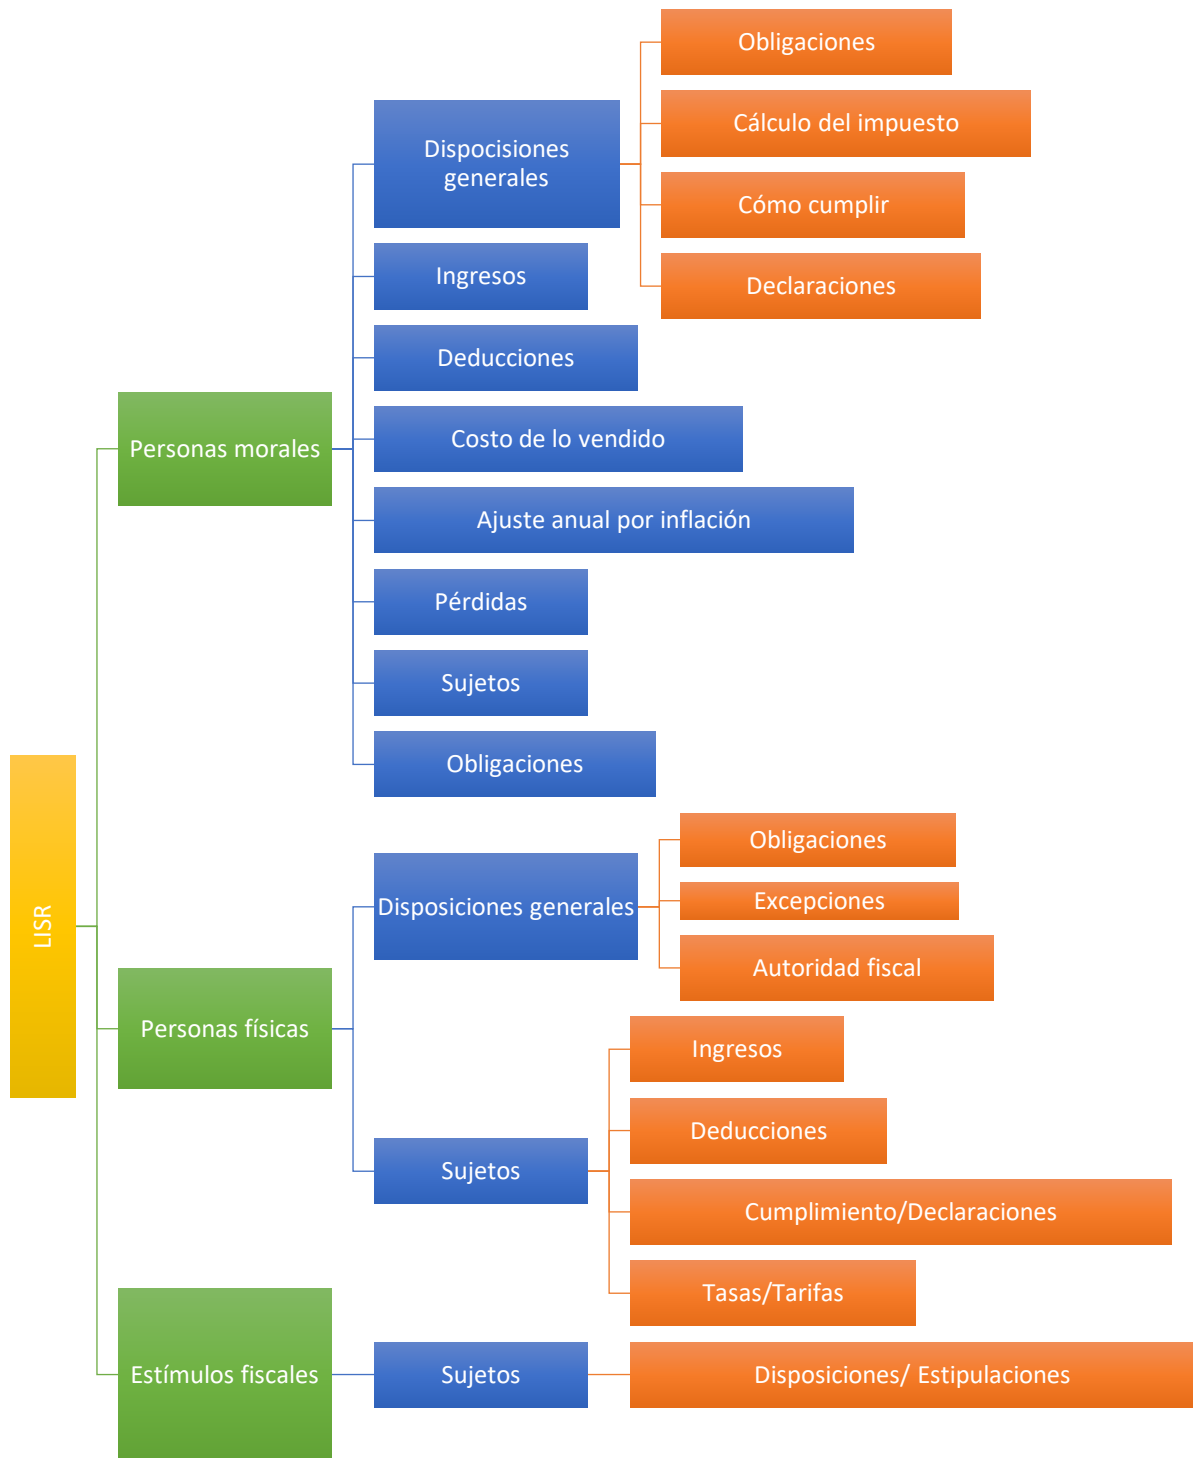 LISR
Personas morales
Dispocisiones
generales
Obligaciones
Cálculo del impuesto
Cómo cumplir
Declaraciones
Ingresos
Deducciones
Costo de lo vendido
Ajuste anual por inflación
Pérdidas
Sujetos
Obligaciones
Personas físicas
Disposiciones generales
Obligaciones
Excepciones
Autoridad fiscal
Sujetos
Ingresos
Deducciones
Cumplimiento/Declaraciones
Tasas/Tarifas
Estímulos fiscales
Sujetos
Disposiciones/ Estipulaciones